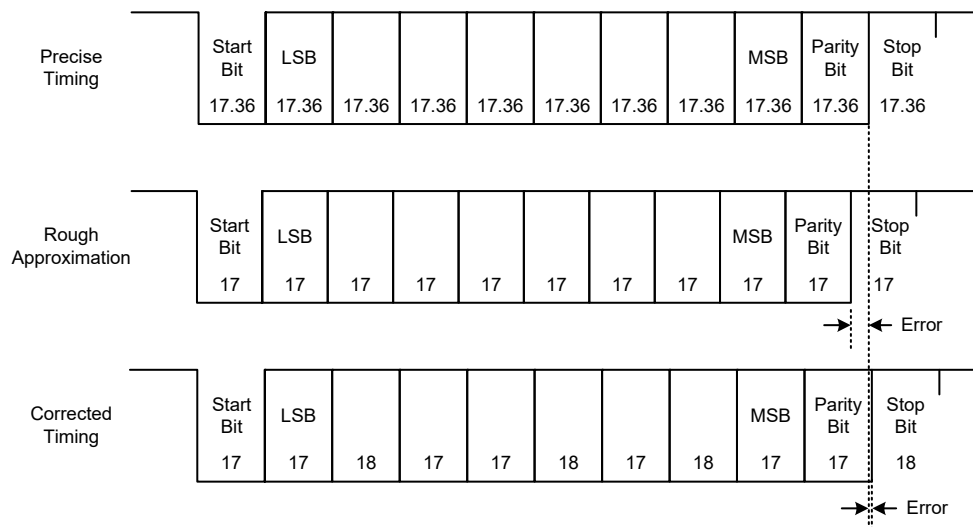 Precise
Timing
Start
Bit
LSB
MSB
Parity
Bit
Stop
Bit
17.36 17.36 17.36 17.36 17.36 17.36 17.36 17.36 17.36 17.36 17.36
Rough
Approximation
Start
Bit
LSB
MSB
Parity
Bit
Stop
Bit
17 17 17 17 17 17 17 17 17 17 17
Error
Corrected
Timing
Start
Bit
LSB
MSB
Parity
Bit
Stop
Bit
17 17 18 17 17 18 17 18 17 17 18
Error